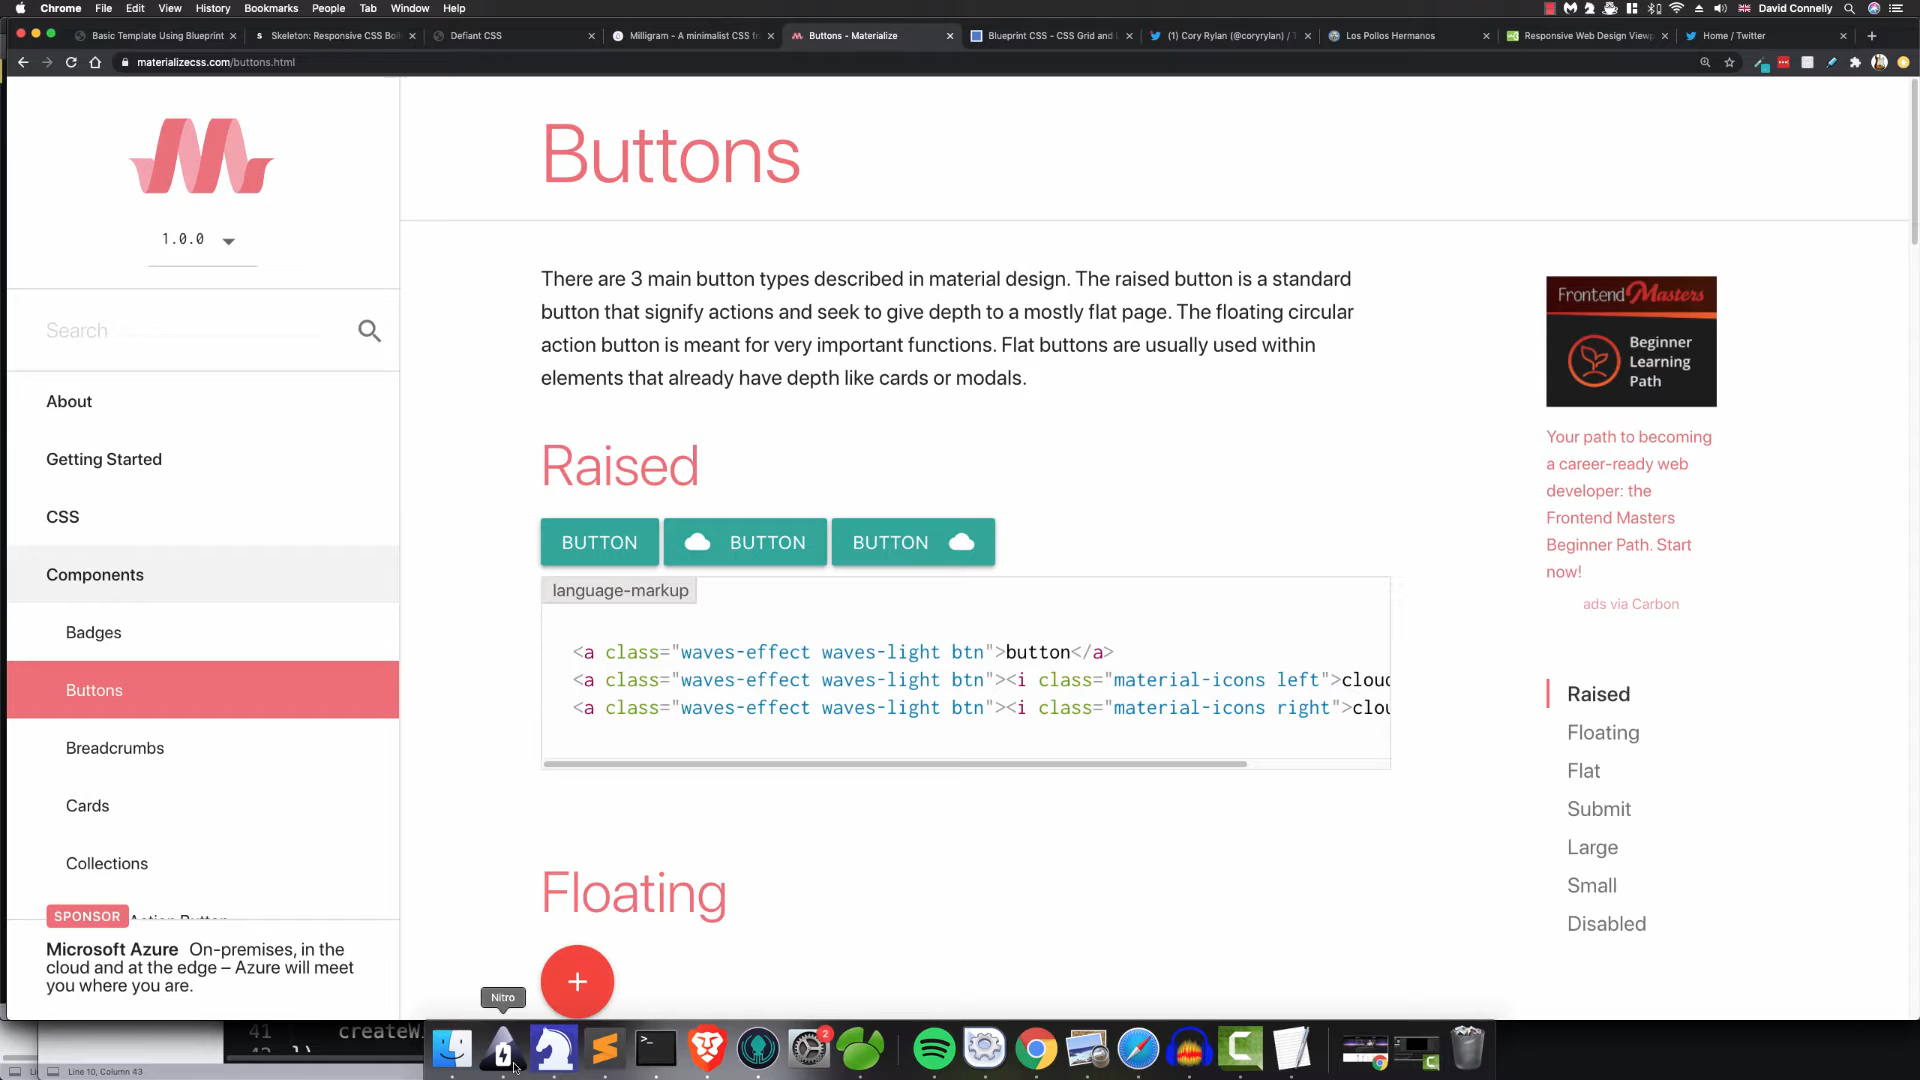 Chrome File Edit View History Bookmarks People Tab Window Help David Connelly
Basic Template Using Blueprint
Skeleton: Responsive CSS Boil
Defiant CSS
Milligram - A minimalist CSS fr
Buttons - Materialize
Blueprint CSS - CSS Grid and L
(1) Cory Rylan (@coryrylan) / T
Los Pollos Hermanos
Responsive Web Design Viewp
Home / Twitter
materializecss.com/buttons.html
1.0.0
Search
About
Getting Started
CSS
Components
Badges
Buttons
Breadcrumbs
Cards
Collections
Action Button
SPONSOR
Microsoft Azure On-premises, in the
cloud and at the edge – Azure will meet
you where you are.
Buttons
There are 3 main button types described in material design. The raised button is a standard
button that signify actions and seek to give depth to a mostly flat page. The floating circular
action button is meant for very important functions. Flat buttons are usually used within
elements that already have depth like cards or modals.
Raised
BUTTON
BUTTON
BUTTON
language-markup
<a class="waves-effect waves-light btn">button</a>
<a class="waves-effect waves-light btn"><i class="material-icons left">cloud
<a class="waves-effect waves-light btn"><i class="material-icons right">clou
Floating
+
Frontend Masters
Beginner
Learning
Path
Your path to becoming
a career-ready web
developer: the
Frontend Masters
Beginner Path. Start
now!
ads via Carbon
Raised
Floating
Flat
Submit
Large
Small
Disabled
Nitro
41 createW
2
Line 10, Column 43